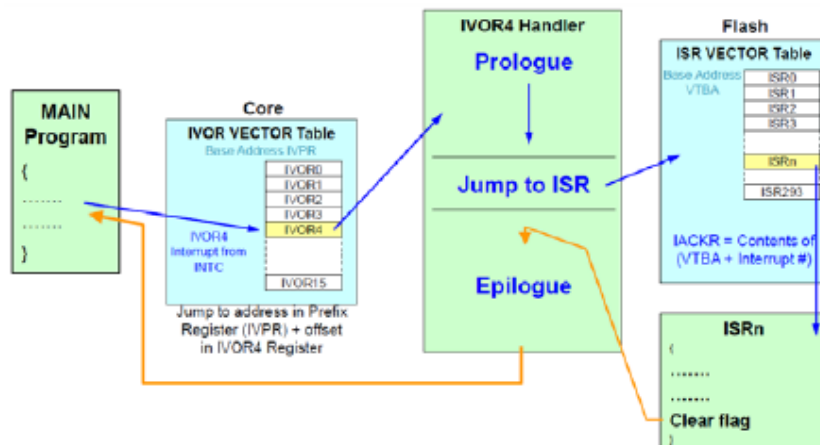 MAIN
Program
{
.......
.......
}
Core
IVOR VECTOR Table
Base Address IVPR
IVOR0
IVOR1
IVOR2
IVOR3
IVOR4
IVOR15
IVOR4
Interrupt from
INTC
Jump to address in Prefix
Register (IVPR) + offset
in IVOR4 Register
IVOR4 Handler
Prologue
Jump to ISR
Epilogue
Flash
ISR VECTOR Table
Base Address
VTBA
ISR0
ISR1
ISR2
ISR3
ISRn
ISR293
IACKR = Contents of
(VTBA + Interrupt #)
ISRn
{
.......
.......
Clear flag
}